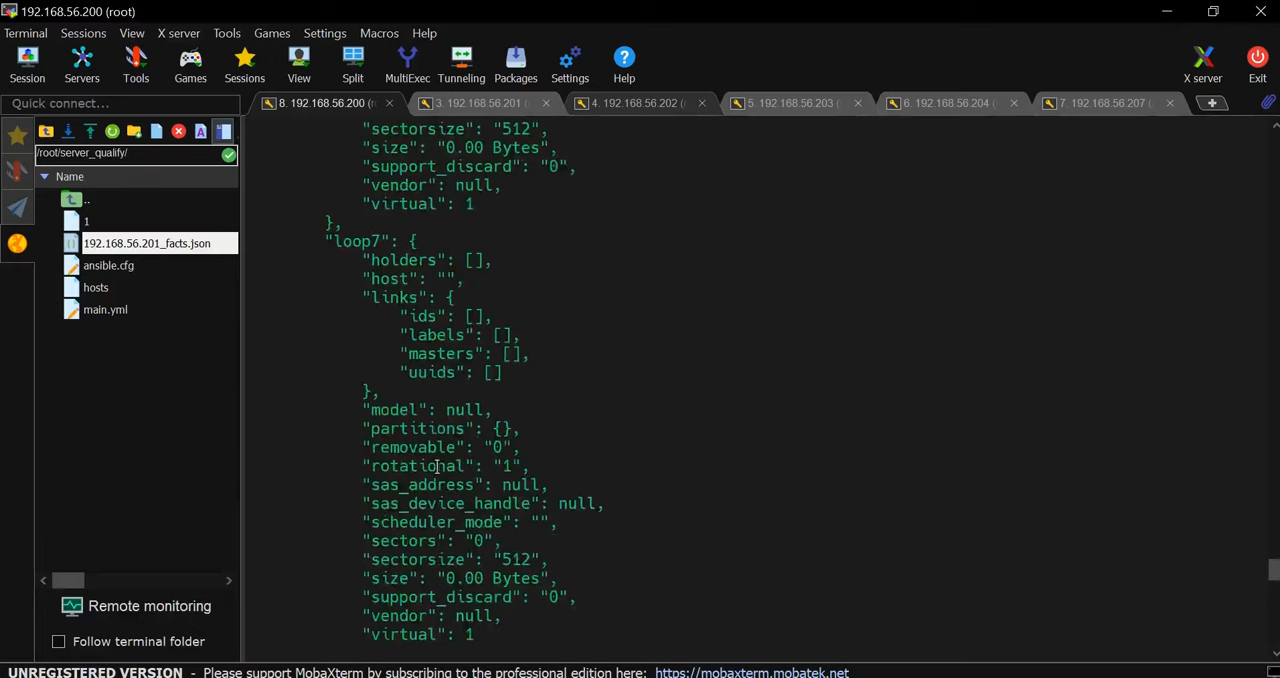 192.168.56.200 (root)
Terminal Sessions View X server Tools Games Settings Macros Help
Session Servers Tools Games Sessions View Split MultiExec Tunneling Packages Settings Help X server Exit
Quick connect...
8. 192.168.56.200 (r
3. 192.168.56.201 (
4. 192.168.56.202 (
5. 192.168.56.203 (
6. 192.168.56.204 (
7. 192.168.56.207 (
/root/server_qualify/
Name
..
1
192.168.56.201_facts.json
ansible.cfg
hosts
main.yml
Remote monitoring
Follow terminal folder
"sectorsize": "512",
"size": "0.00 Bytes",
"support_discard": "0",
"vendor": null,
"virtual": 1
},
"loop7": {
"holders": [],
"host": "",
"links": {
"ids": [],
"labels": [],
"masters": [],
"uuids": []
},
"model": null,
"partitions": {},
"removable": "0",
"rotational": "1",
"sas_address": null,
"sas_device_handle": null,
"scheduler_mode": "",
"sectors": "0",
"sectorsize": "512",
"size": "0.00 Bytes",
"support_discard": "0",
"vendor": null,
"virtual": 1
UNREGISTERED VERSION - Please support MobaXterm by subscribing to the professional edition here: https://mobaxterm.mobatek.net